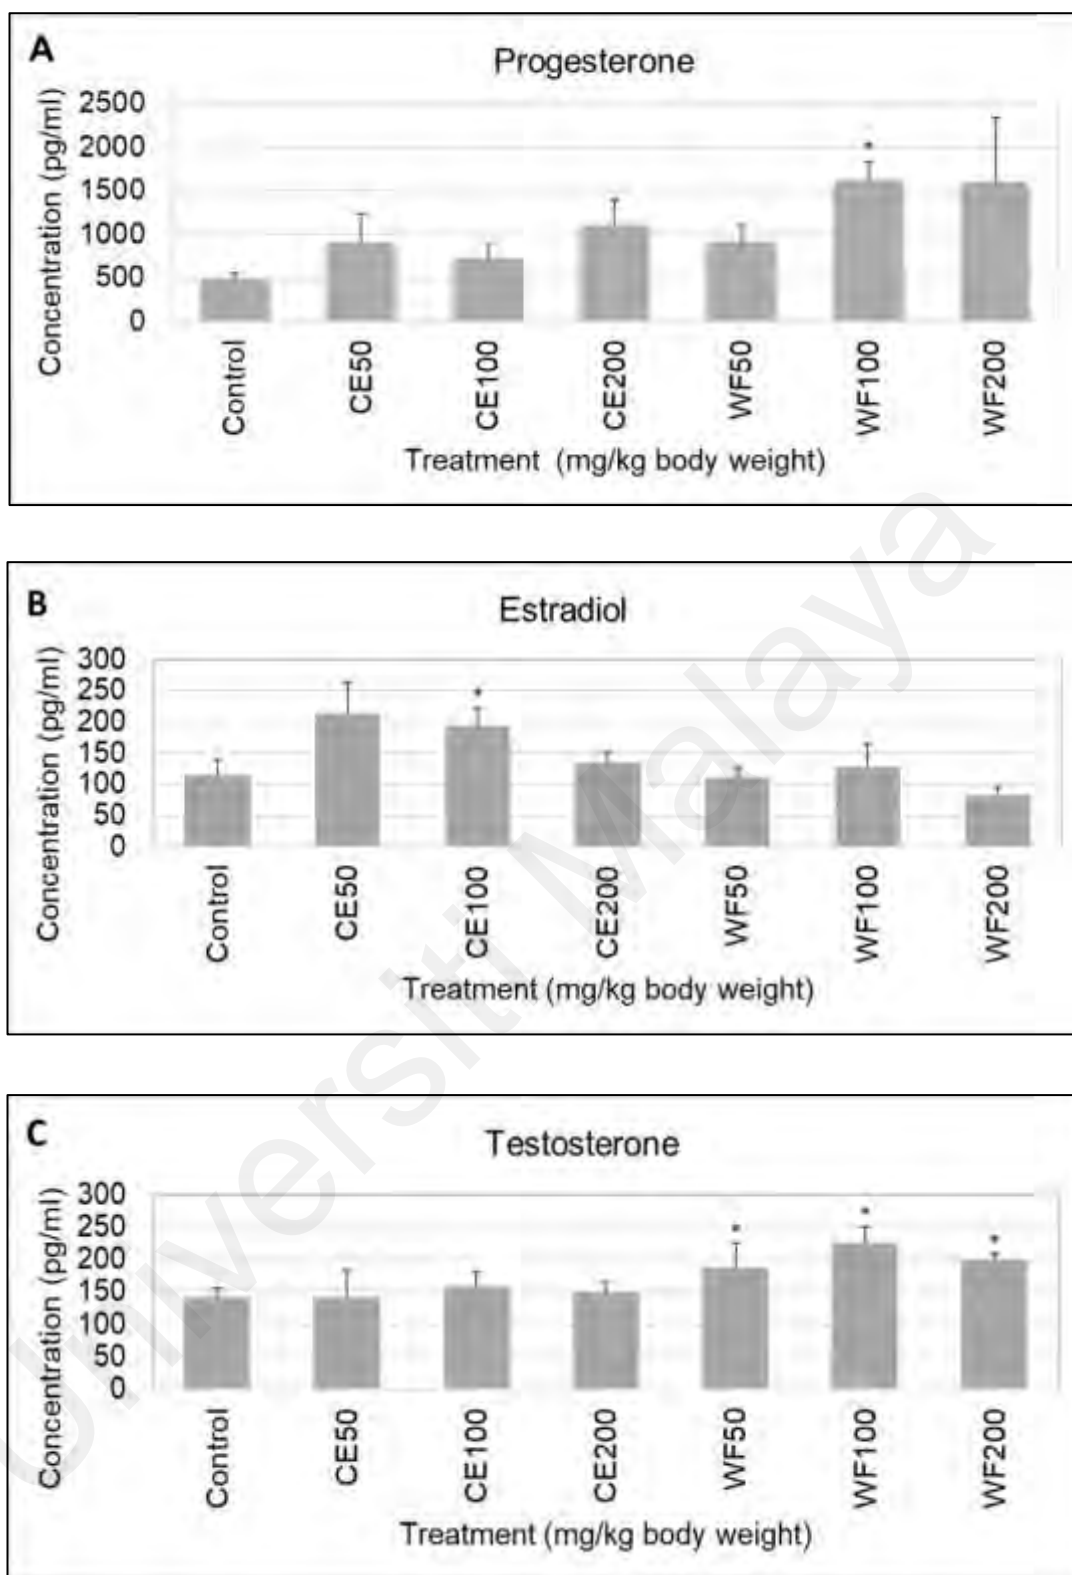 A
Progesterone
Concentration (pg/ml)
2500
2000
1500
1000
500
0
*
Control
CE50
CE100
CE200
WF50
WF100
WF200
Treatment (mg/kg body weight)
B
Estradiol
Concentration (pg/ml)
300
250
200
150
100
50
0
*
Control
CE50
CE100
CE200
WF50
WF100
WF200
Treatment (mg/kg body weight)
C
Testosterone
Concentration (pg/ml)
300
250
200
150
100
50
0
* * *
Control
CE50
CE100
CE200
WF50
WF100
WF200
Treatment (mg/kg body weight)
Universiti Malaya